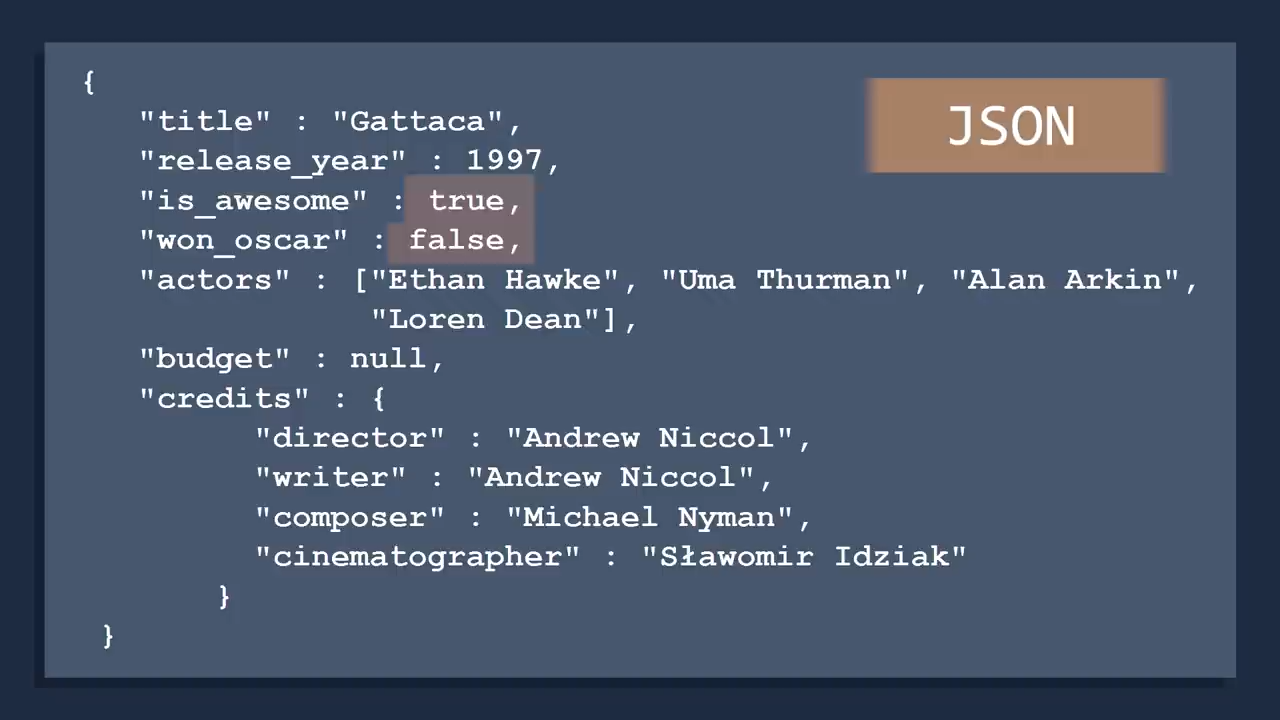 {
"title" : "Gattaca",
JSON
"release_year" : 1997,
"is_awesome" : true,
"won_oscar" : false,
"actors" : ["Ethan Hawke", "Uma Thurman", "Alan Arkin",
"Loren Dean"],
"budget" : null,
"credits" : {
"director" : "Andrew Niccol",
"writer" : "Andrew Niccol",
"composer" : "Michael Nyman",
"cinematographer" : "Sławomir Idziak"
}
}